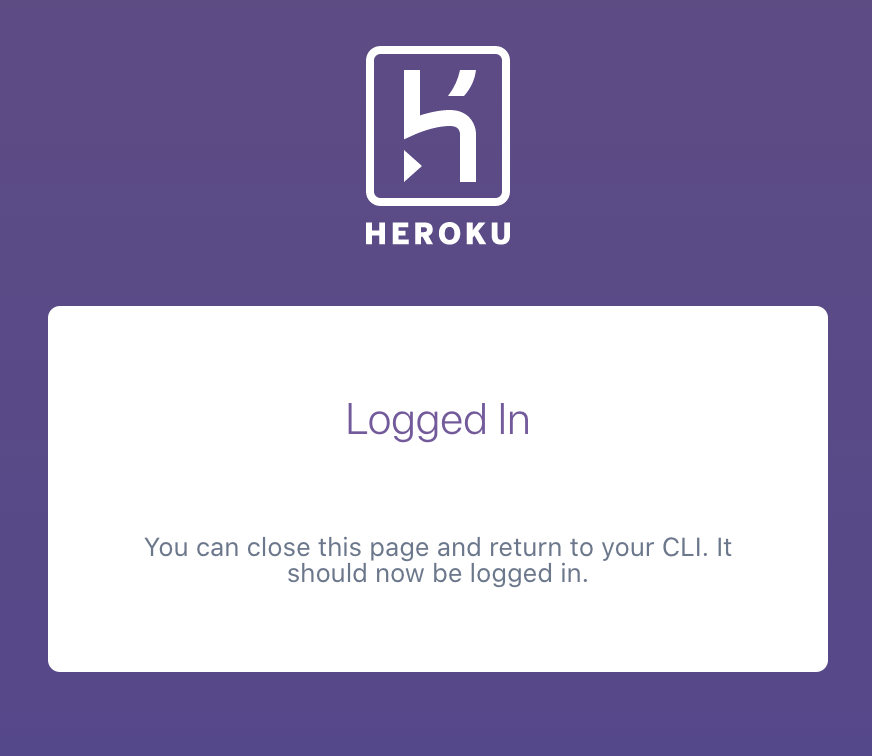 HEROKU
Logged In
You can close this page and return to your CLI. It
should now be logged in.